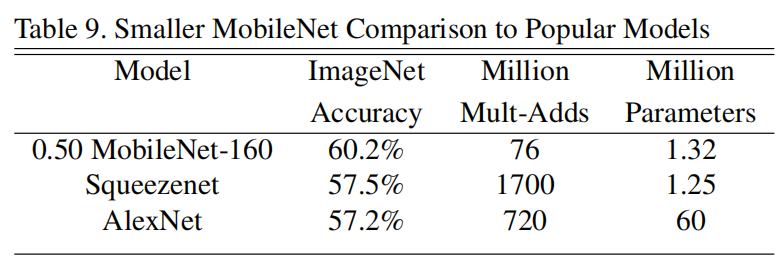 Table 9. Smaller MobileNet Comparison to Popular Models
Model ImageNet Million Million
Accuracy Mult-Adds Parameters
0.50 MobileNet-160 60.2% 76 1.32
Squeezenet 57.5% 1700 1.25
AlexNet 57.2% 720 60